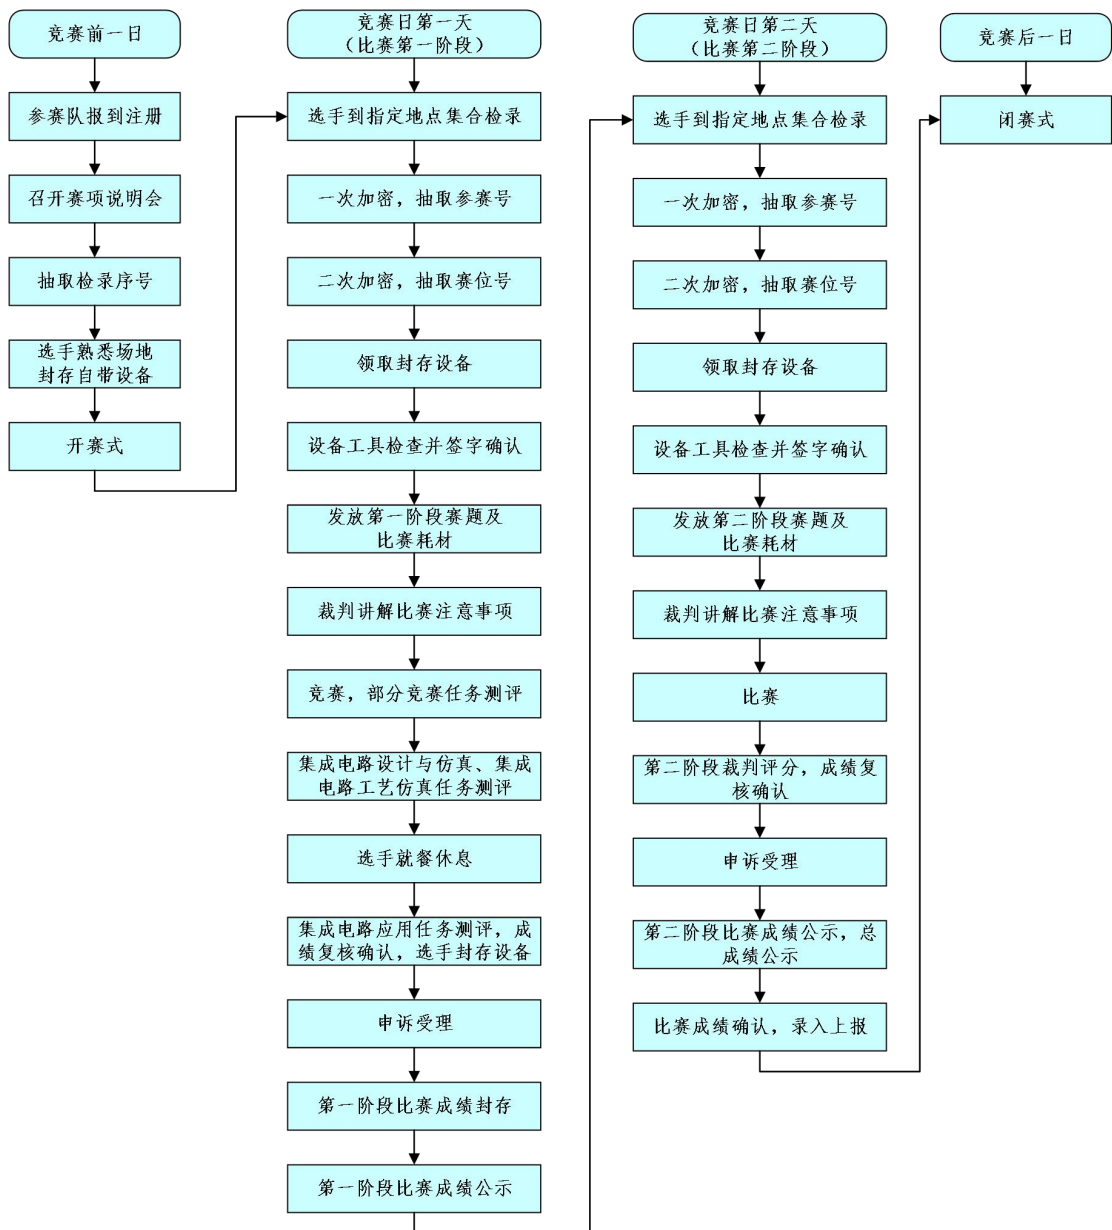 竞赛前一日
参赛队报到注册
召开赛项说明会
抽取检录序号
选手熟悉场地
封存自带设备
开赛式
竞赛日第一天
（比赛第一阶段）
选手到指定地点集合检录
一次加密，抽取参赛号
二次加密，抽取赛位号
领取封存设备
设备工具检查并签字确认
发放第一阶段赛题及
比赛耗材
裁判讲解比赛注意事项
竞赛，部分竞赛任务测评
集成电路设计与仿真、集成
电路工艺仿真任务测评
选手就餐休息
集成电路应用任务测评，成
绩复核确认，选手封存设备
申诉受理
第一阶段比赛成绩封存
第一阶段比赛成绩公示
竞赛日第二天
（比赛第二阶段）
选手到指定地点集合检录
一次加密，抽取参赛号
二次加密，抽取赛位号
领取封存设备
设备工具检查并签字确认
发放第二阶段赛题及
比赛耗材
裁判讲解比赛注意事项
比赛
第二阶段裁判评分，成绩复
核确认
申诉受理
第二阶段比赛成绩公示，总
成绩公示
比赛成绩确认，录入上报
竞赛后一日
闭赛式